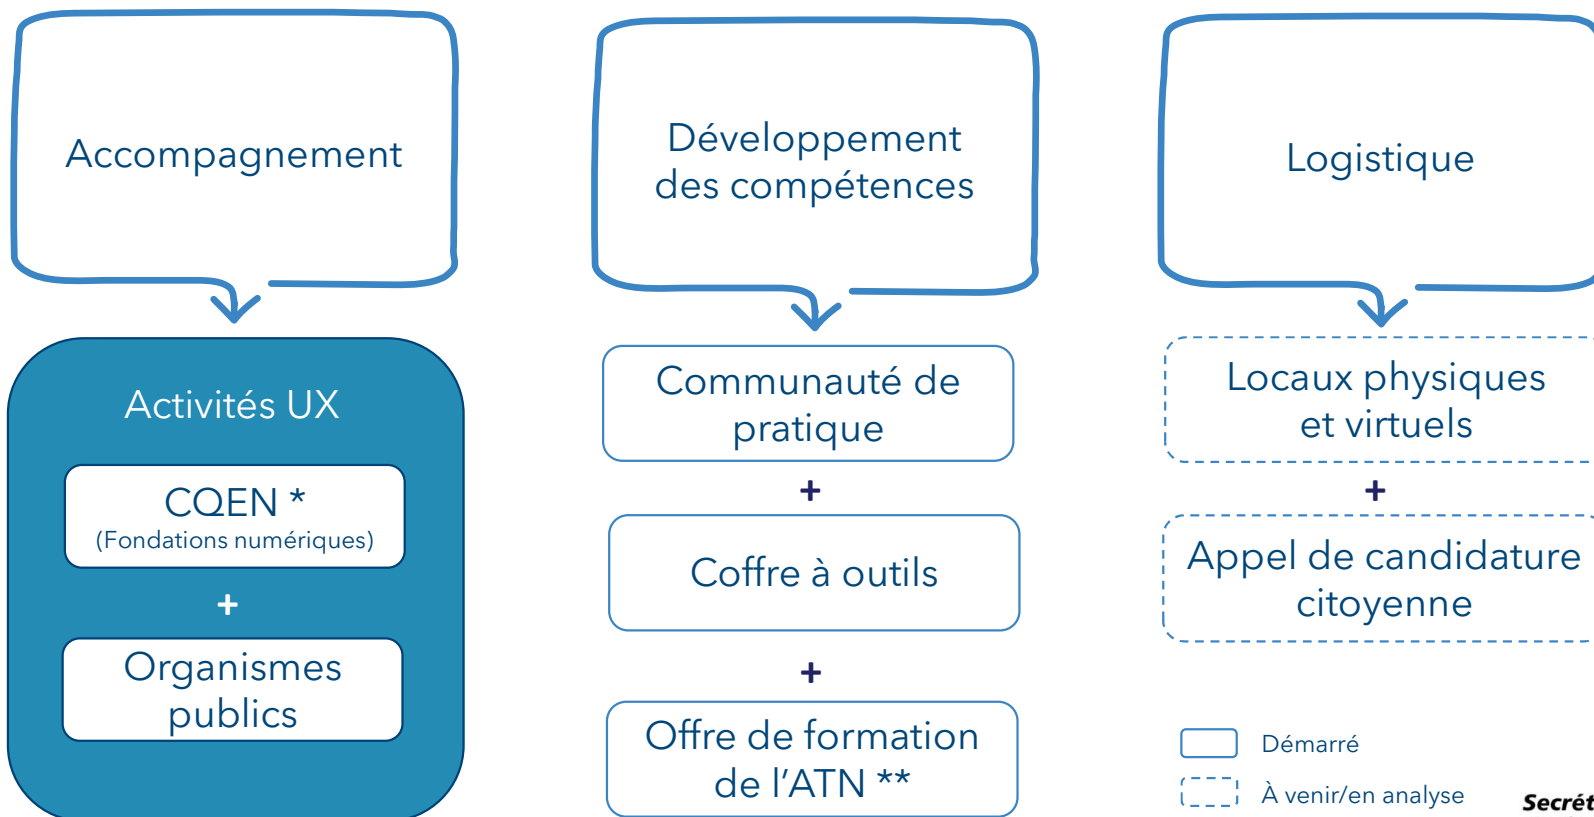 Accompagnement
Activités UX
CQEN *
(Fondations numériques)
+
Organismes
publics
Développement
des compétences
Communauté de
pratique
+
Coffre à outils
+
Offre de formation
de l'ATN **
Logistique
Locaux physiques
et virtuels
+
Appel de candidature
citoyenne
Démarré
À venir/en analyse